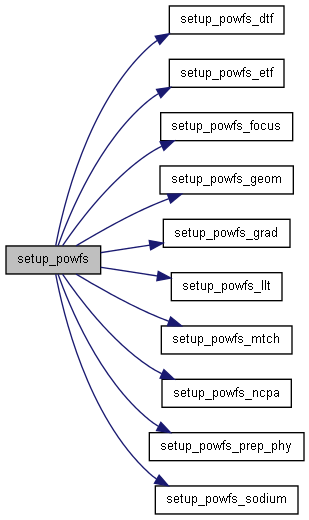 setup_powfs_dtf
setup_powfs_etf
setup_powfs_focus
setup_powfs_geom
setup_powfs_grad
setup_powfs
setup_powfs_llt
setup_powfs_mtch
setup_powfs_ncpa
setup_powfs_prep_phy
setup_powfs_sodium